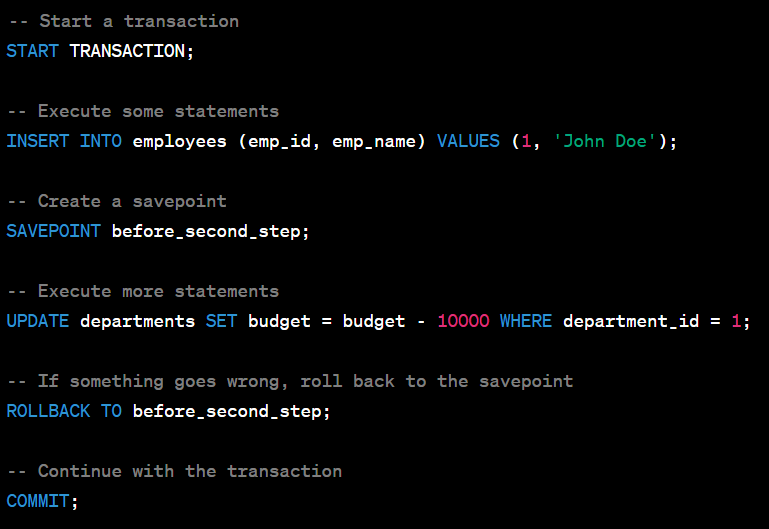 -- Start a transaction
START TRANSACTION;
-- Execute some statements
INSERT INTO employees (emp_id, emp_name) VALUES (1, 'John Doe');
-- Create a savepoint
SAVEPOINT before_second_step;
-- Execute more statements
UPDATE departments SET budget = budget - 10000 WHERE department_id = 1;
-- If something goes wrong, roll back to the savepoint
ROLLBACK TO before_second_step;
-- Continue with the transaction
COMMIT;